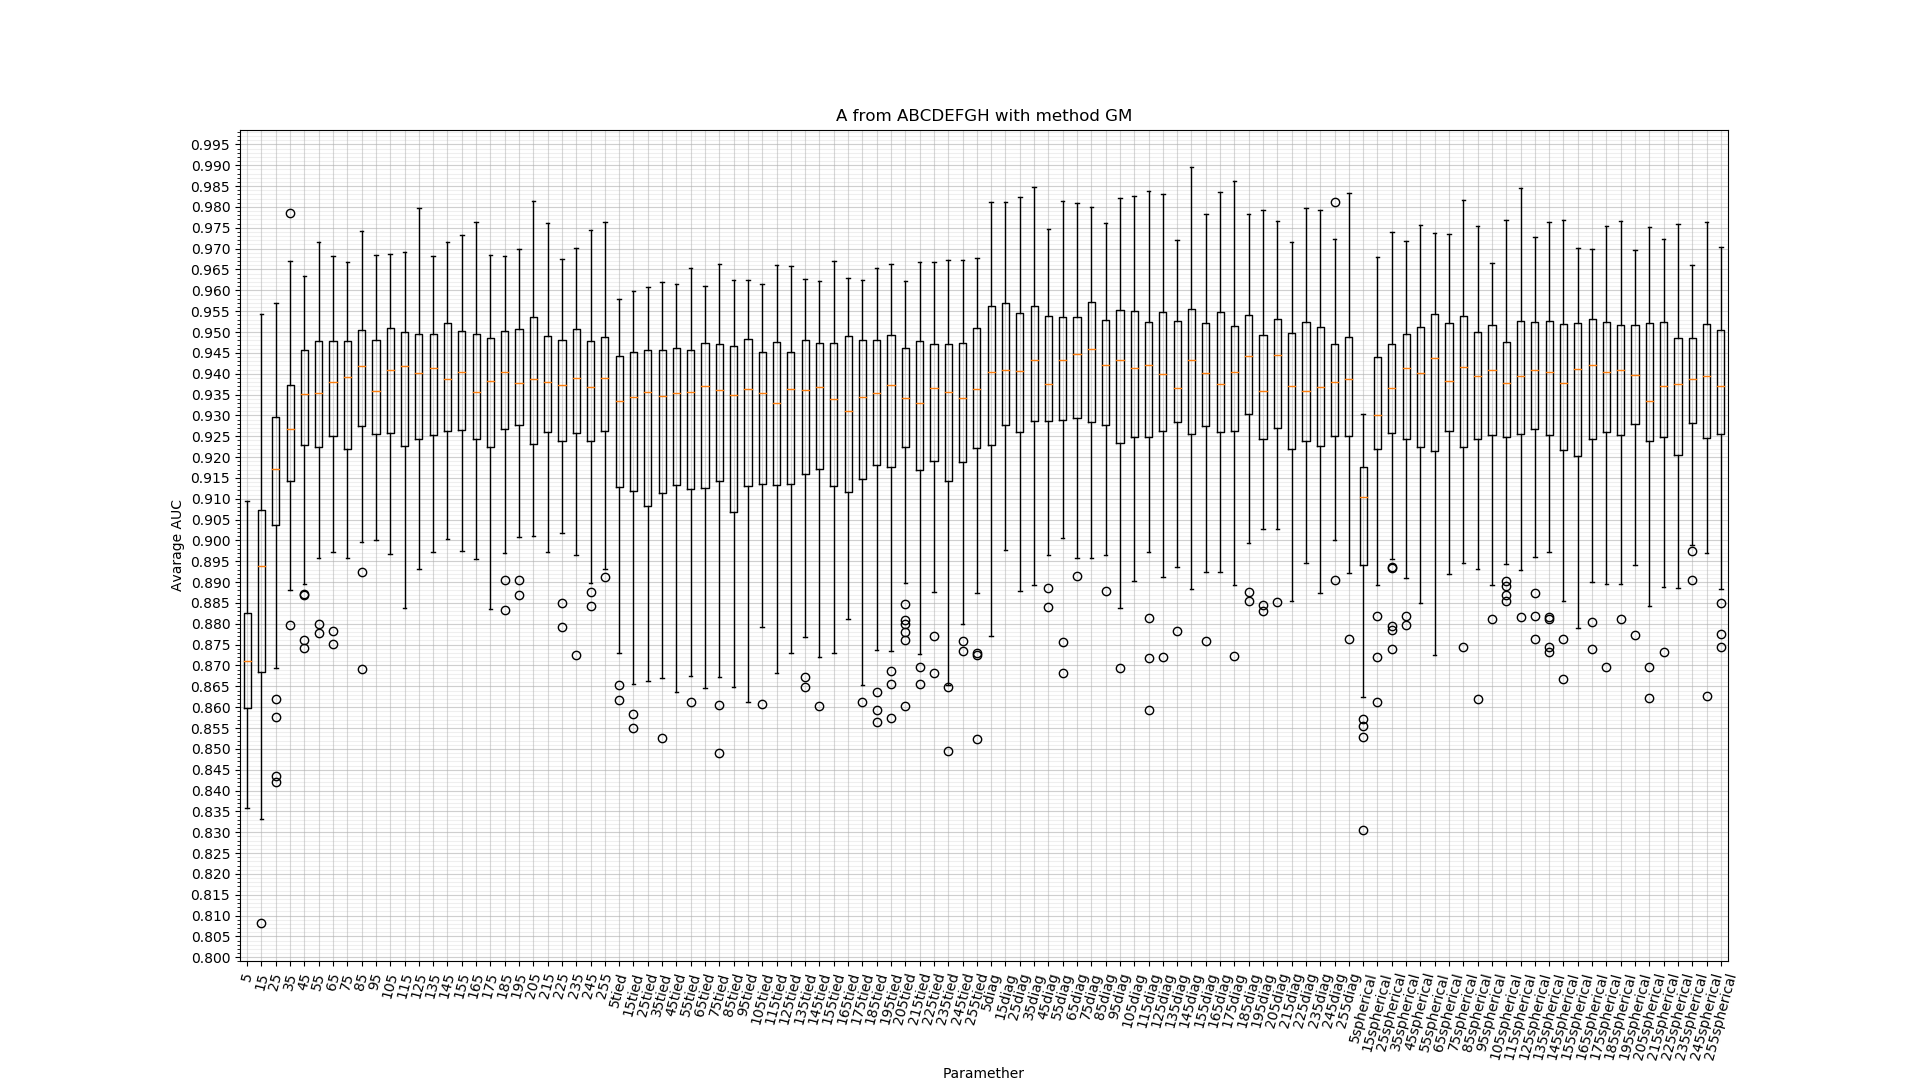 A from ABCDEFGH with method GM
Avarage AUC
0.995
0.990
0.985
0.980
0.975
0.970
0.965
0.960
0.955
0.950
0.945
0.940
0.935
0.930
0.925
0.920
0.915
0.910
0.905
0.900
0.895
0.890
0.885
0.880
0.875
0.870
0.865
0.860
0.855
0.850
0.845
0.840
0.835
0.830
0.825
0.820
0.815
0.810
0.805
0.800
5
15
25
35
45
55
65
75
85
95
105
115
125
135
145
155
165
175
185
195
205
215
225
235
245
255
5tied
15tied
25tied
35tied
45tied
55tied
65tied
75tied
85tied
95tied
105tied
115tied
125tied
135tied
145tied
155tied
165tied
175tied
185tied
195tied
205tied
215tied
225tied
235tied
245tied
255tied
5diag
15diag
25diag
35diag
45diag
55diag
65diag
75diag
85diag
95diag
105diag
115diag
125diag
135diag
145diag
155diag
165diag
175diag
185diag
195diag
205diag
215diag
225diag
235diag
245diag
255diag
5spherical
15spherical
25spherical
35spherical
45spherical
55spherical
65spherical
75spherical
85spherical
95spherical
105spherical
115spherical
125spherical
135spherical
145spherical
155spherical
165spherical
175spherical
185spherical
195spherical
205spherical
215spherical
225spherical
235spherical
245spherical
255spherical
Paramether